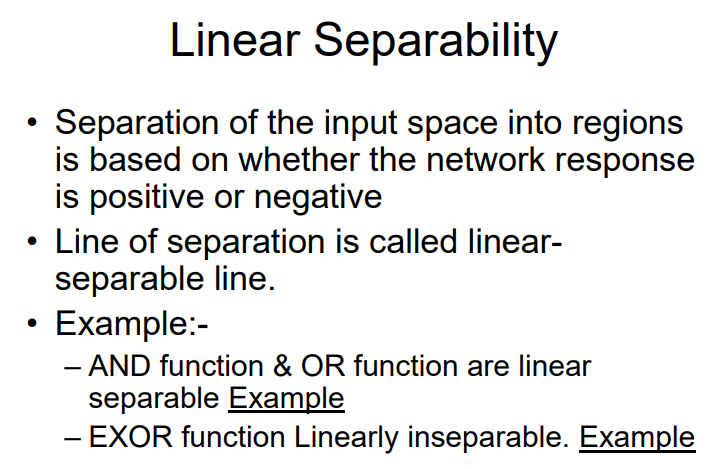 Linear Separability
• Separation of the input space into regions
is based on whether the network response
is positive or negative
• Line of separation is called linear-
separable line.
• Example:-
– AND function & OR function are linear
separable Example
– EXOR function Linearly inseparable. Example